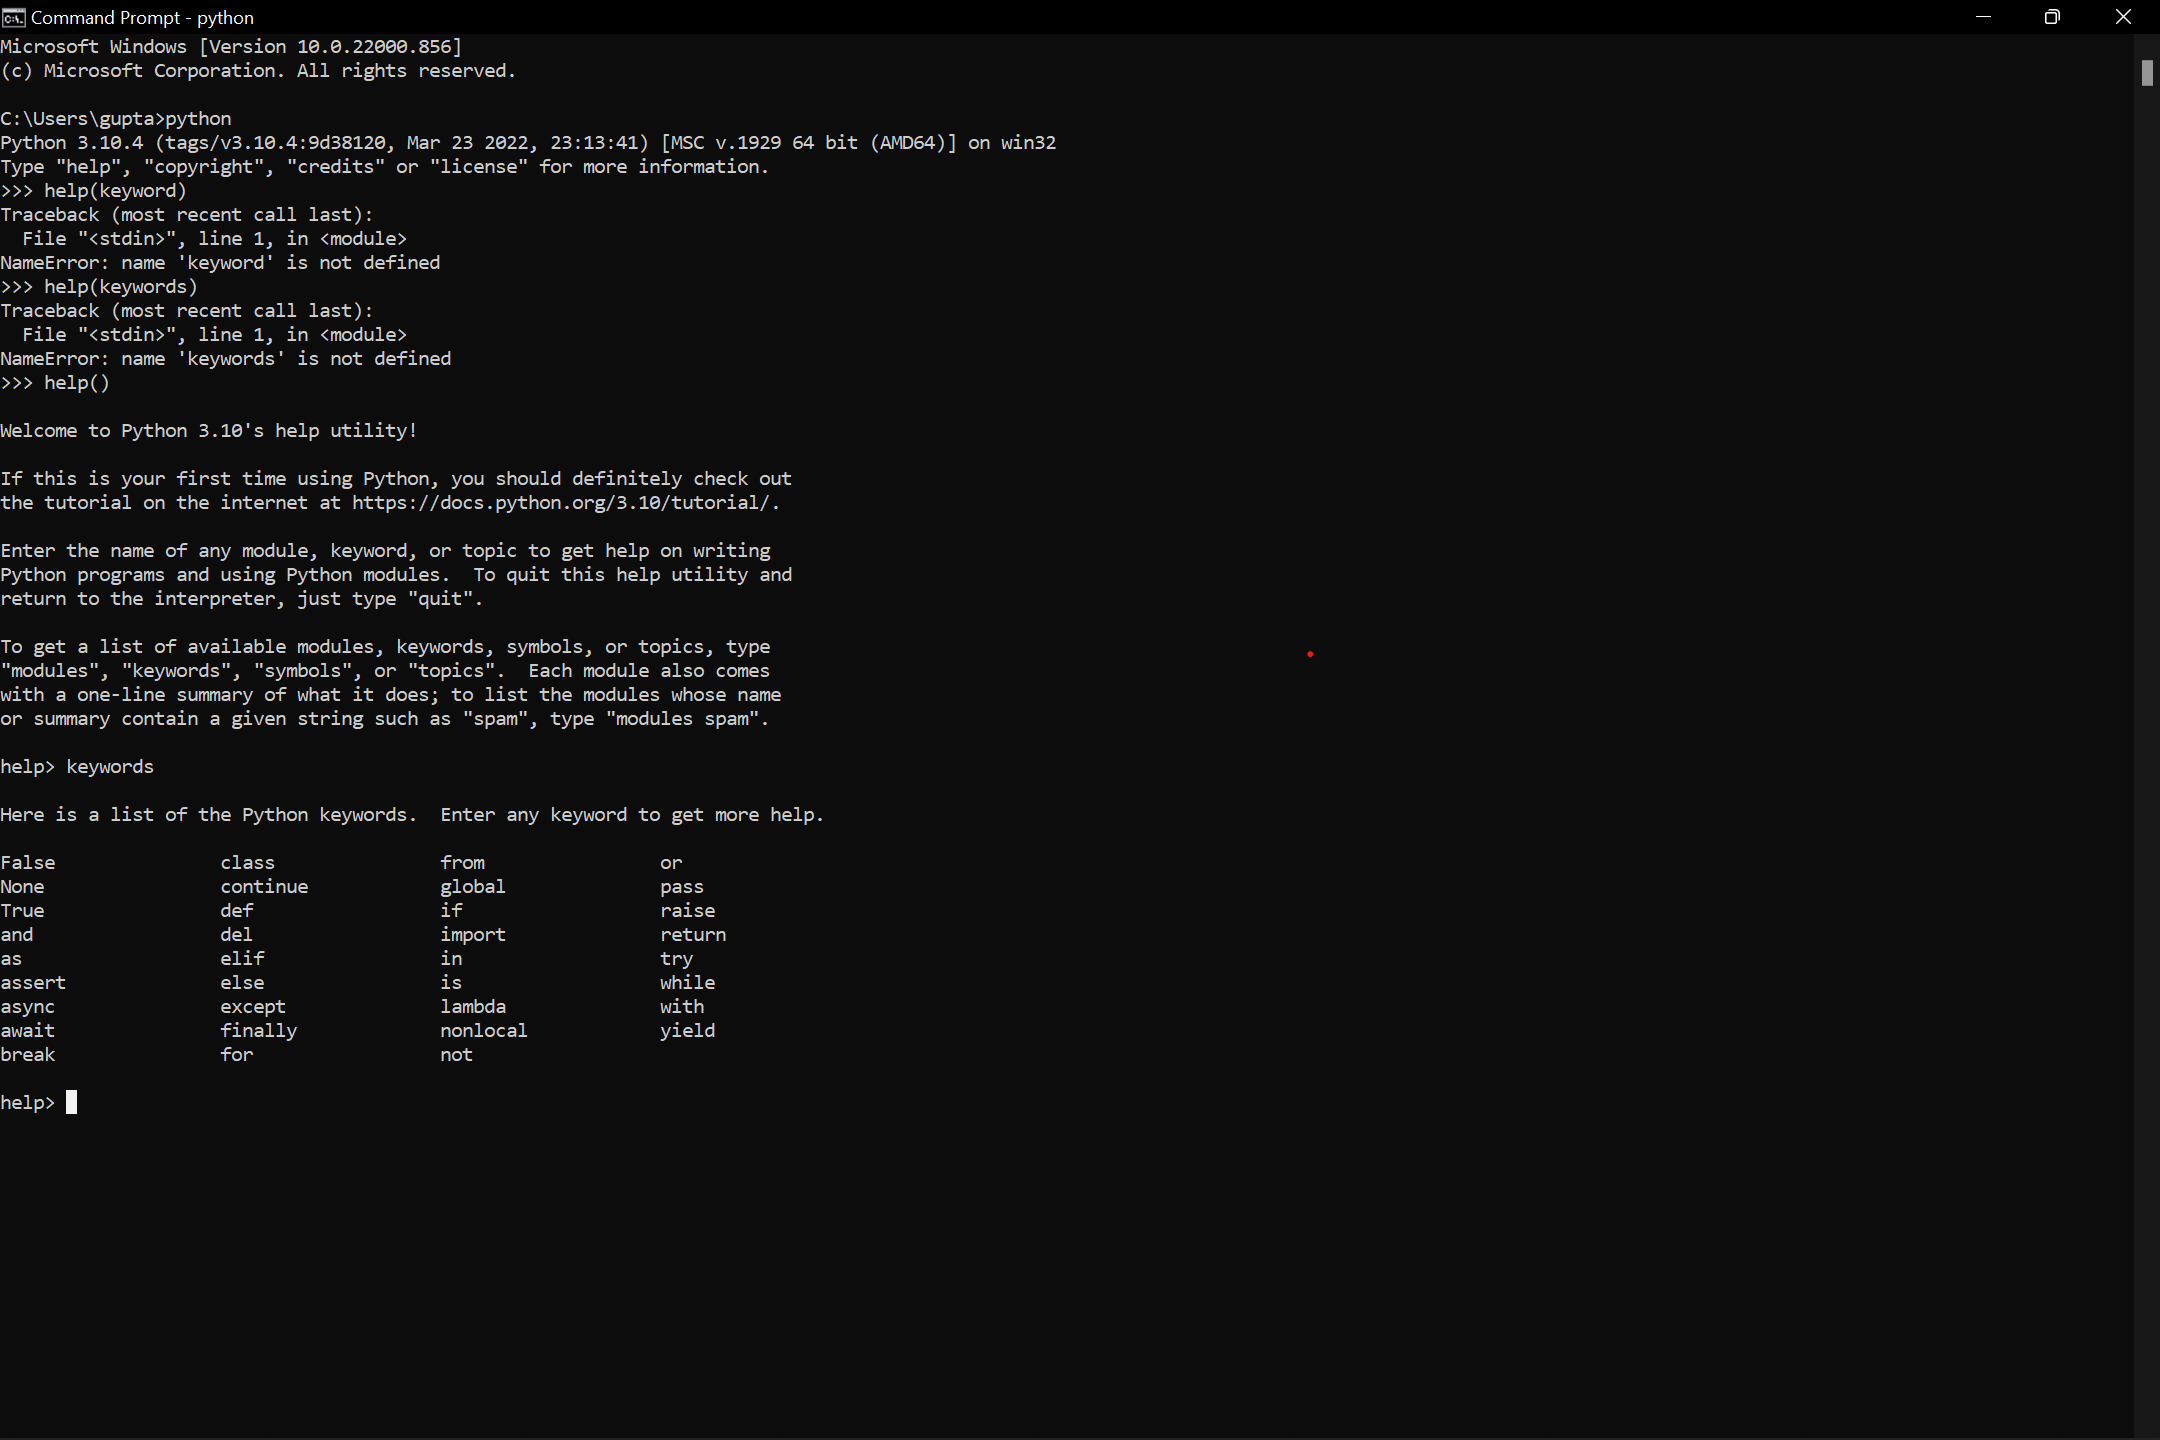 Command Prompt - python
Microsoft Windows [Version 10.0.22000.856]
(c) Microsoft Corporation. All rights reserved.
C:\Users\gupta>python
Python 3.10.4 (tags/v3.10.4:9d38120, Mar 23 2022, 23:13:41) [MSC v.1929 64 bit (AMD64)] on win32
Type "help", "copyright", "credits" or "license" for more information.
>>> help(keyword)
Traceback (most recent call last):
  File "<stdin>", line 1, in <module>
NameError: name 'keyword' is not defined
>>> help(keywords)
Traceback (most recent call last):
  File "<stdin>", line 1, in <module>
NameError: name 'keywords' is not defined
>>> help()
Welcome to Python 3.10's help utility!
If this is your first time using Python, you should definitely check out
the tutorial on the internet at https://docs.python.org/3.10/tutorial/.
Enter the name of any module, keyword, or topic to get help on writing
Python programs and using Python modules.  To quit this help utility and
return to the interpreter, just type "quit".
To get a list of available modules, keywords, symbols, or topics, type
"modules", "keywords", "symbols", or "topics".  Each module also comes
with a one-line summary of what it does; to list the modules whose name
or summary contain a given string such as "spam", type "modules spam".
help> keywords
Here is a list of the Python keywords.  Enter any keyword to get more help.
False               class               from                or
None                continue            global              pass
True                def                 if                  raise
and                 del                 import              return
as                  elif                in                  try
assert              else                is                  while
async               except              lambda              with
await               finally             nonlocal            yield
break               for                 not
help>